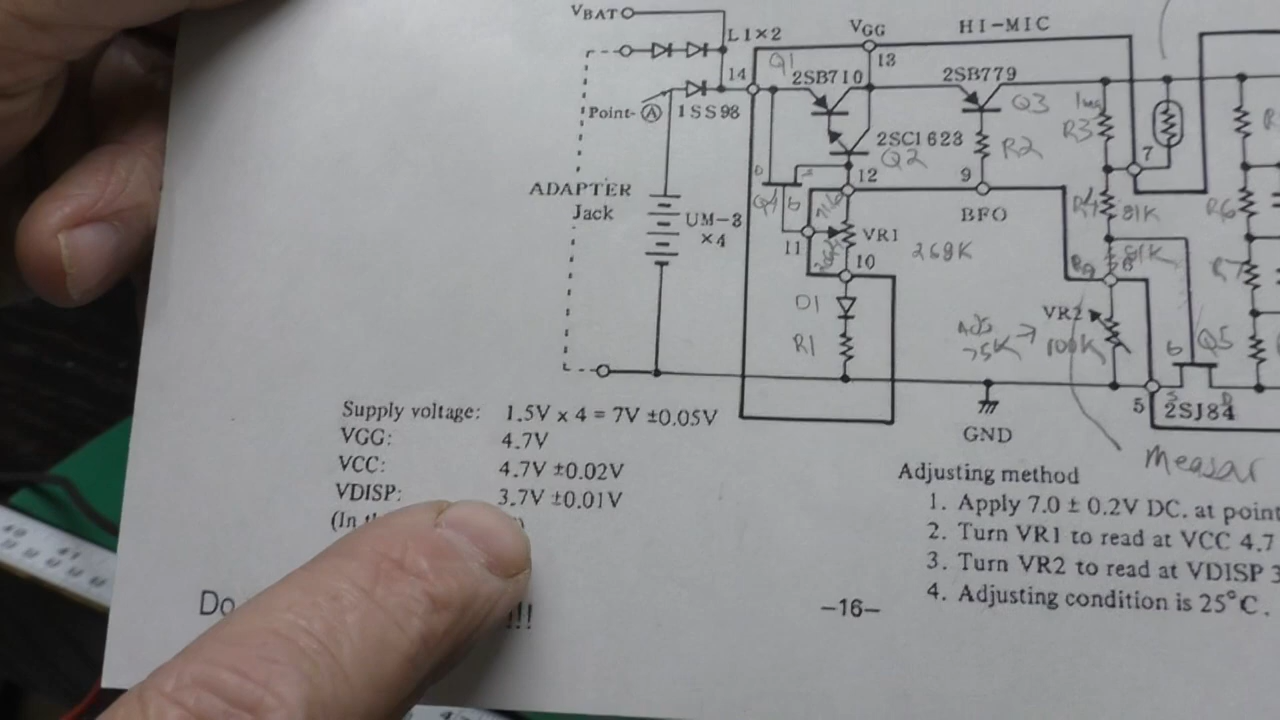 VBAT
L1×2
VGG
HI-MIC
14
Q1
2SB710
13
2SB779
Point-Ⓐ
1SS98
Q3
R3
2SC1623
Q2
R2
7
ADAPTER
Jack
12
9
UM-3
×4
BFO
R4
81K
R6
11
VR1
268K
81K
10
D1
VR2
100K
R1
75K
Q5
5
2SJ84
GND
Measar
Supply voltage: 1.5V x 4 = 7V ±0.05V
VGG: 4.7V
VCC: 4.7V ±0.02V
VDISP: 3.7V ±0.01V
(In
Adjusting method
1. Apply 7.0 ± 0.2V DC. at point
2. Turn VR1 to read at VCC 4.7
3. Turn VR2 to read at VDISP 3
4. Adjusting condition is 25°C.
Do
!!!
–16–